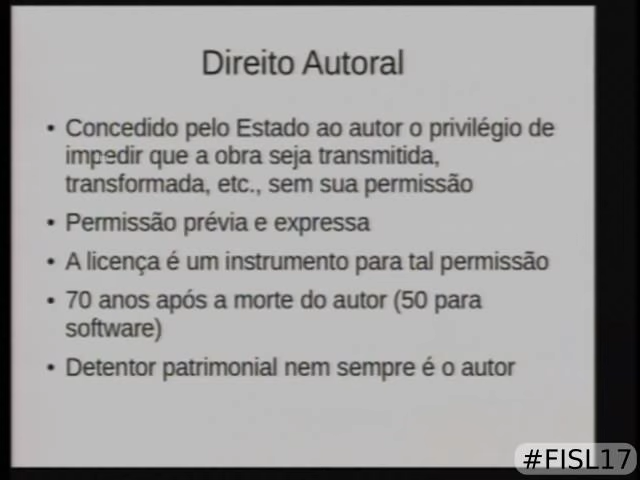 Direito Autoral
• Concedido pelo Estado ao autor o privilégio de
impedir que a obra seja transmitida,
transformada, etc., sem sua permissão
• Permissão prévia e expressa
• A licença é um instrumento para tal permissão
• 70 anos após a morte do autor (50 para
software)
• Detentor patrimonial nem sempre é o autor
#FISL17